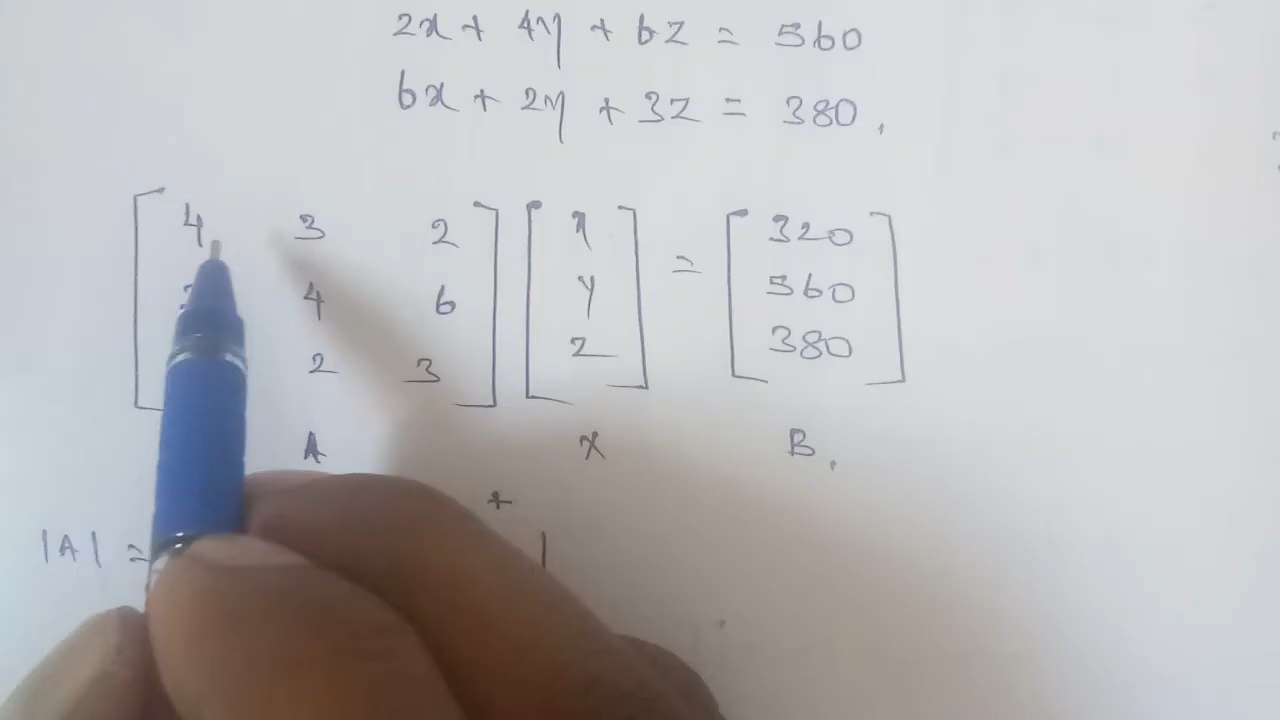 2x + 4y + 6z = 560
6x + 2y + 3z = 380.
4 3 2 x = 320
4 6 y 560
2 3 z 380
A X B.
+
|A| = |